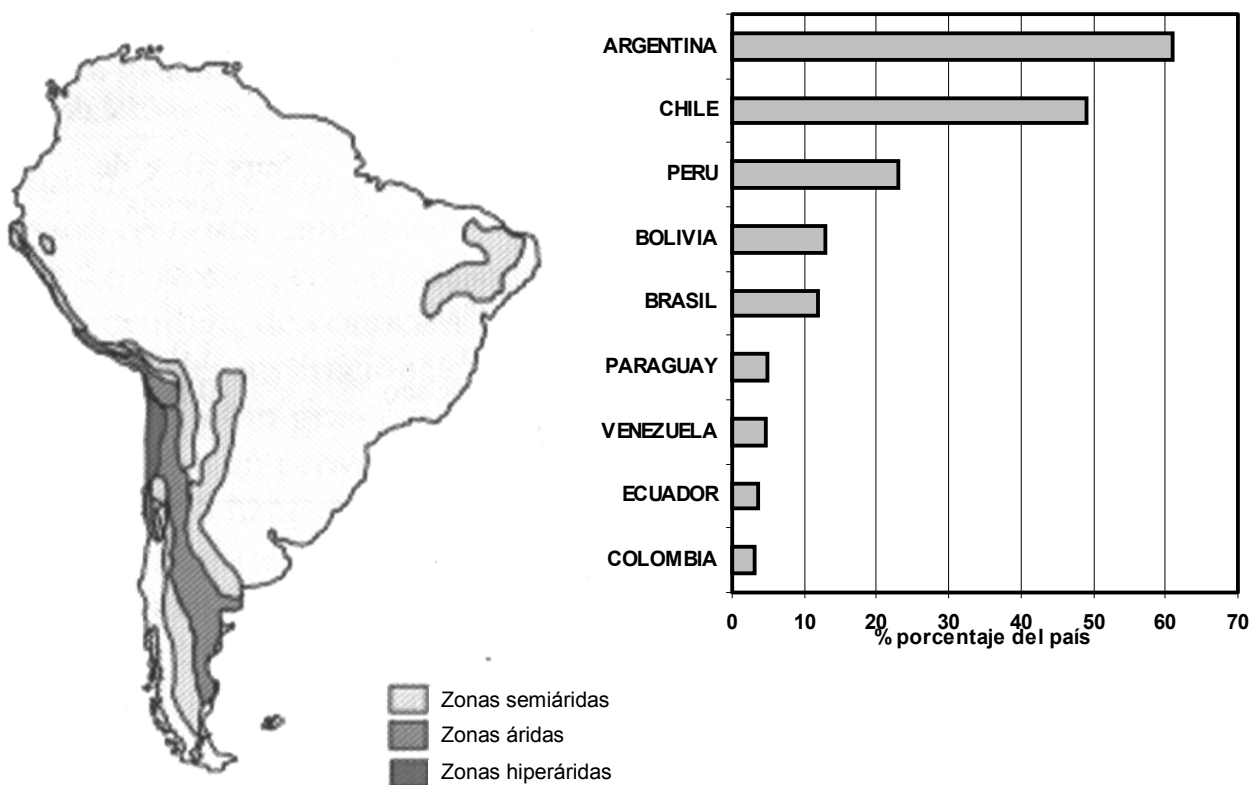 ARGENTINA
CHILE
PERU
BOLIVIA
BRASIL
PARAGUAY
VENEZUELA
ECUADOR
COLOMBIA
0 10 20 30 40 50 60 70
% porcentaje del país
Zonas semiáridas
Zonas áridas
Zonas hiperáridas